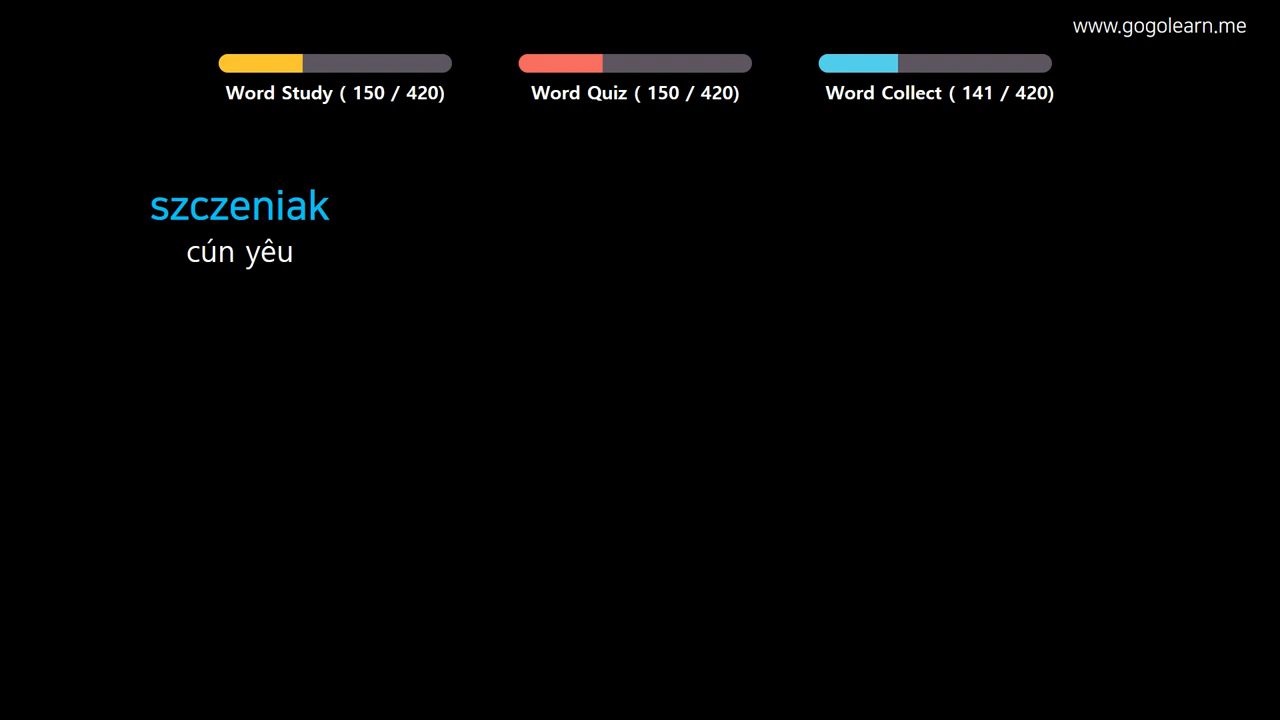 www.gogolearn.me
Word Study ( 150 / 420)
Word Quiz ( 150 / 420)
Word Collect ( 141 / 420)
szczeniak
cún yêu